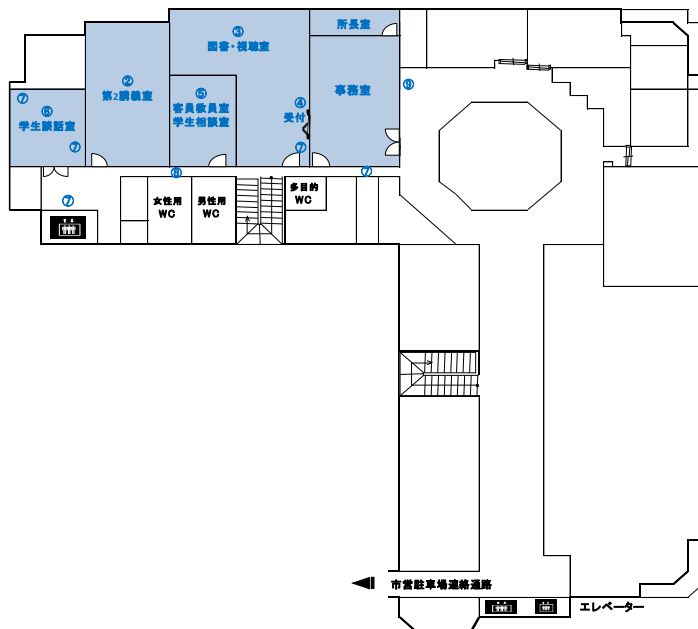 所長室
③
図書・視聴室
②
第2講義室
⑤
客員教員室
学生相談室
④
受付
事務室
⑨
⑦
⑥
学生談話室
⑦
⑦
⑧
⑦
⑦
女性用
WC
男性用
WC
多目的
WC
市営駐車場連絡通路
エレベーター